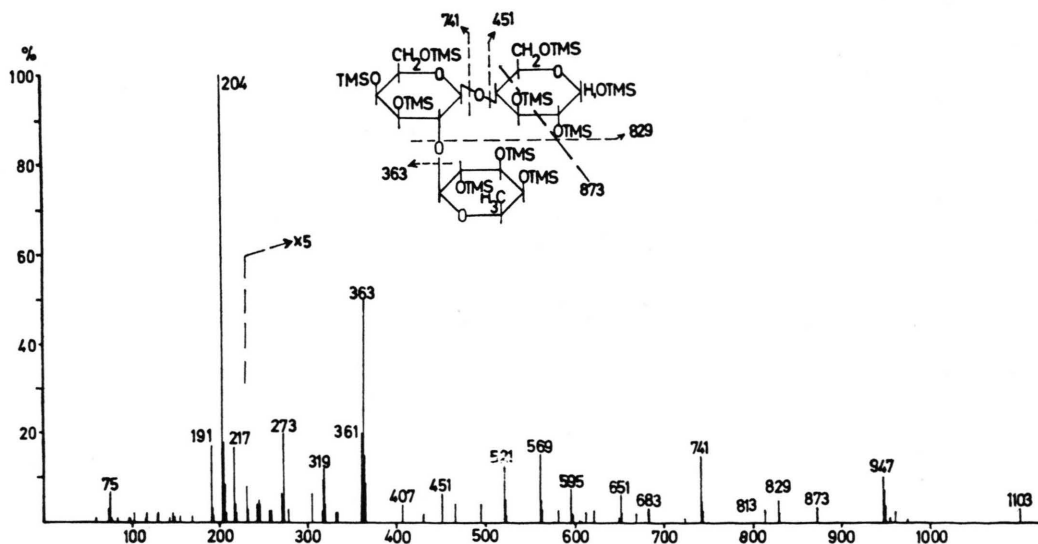 741
451
%
CH2OTMS
CH2OTMS
100
204
O
O
TMSO
O
H,OTMS
OTMS
OTMS
OTMS
O
829
80
OTMS
363
OTMS
OTMS
873
H3C
O
60
x5
363
40
191
217
273
361
20
319
521
569
741
947
75
407
451
595
651
683
813
829
873
1103
0
100
200
300
400
500
600
700
800
900
1000